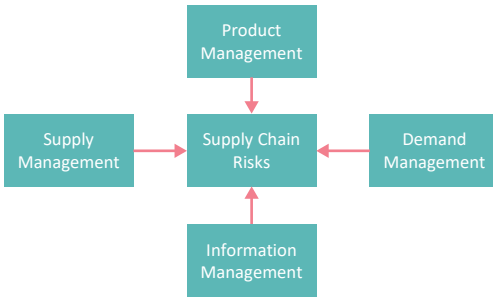 Product
Management
Supply
Management
Supply Chain
Risks
Demand
Management
Information
Management